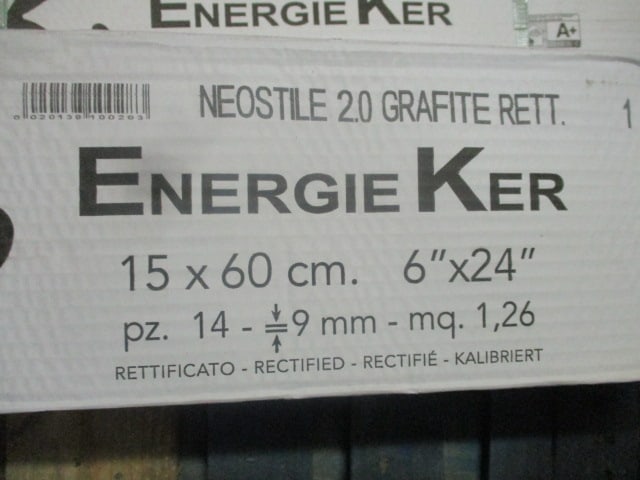 ENERGIE KER
A+
NEOSTILE 2.0 GRAFITE RETT. 1
ENERGIE KER
15 x 60 cm. 6"x24"
pz. 14 - 9 mm - mq. 1,26
RETTIFICATO - RECTIFIED - RECTIFIÉ - KALIBRIERT